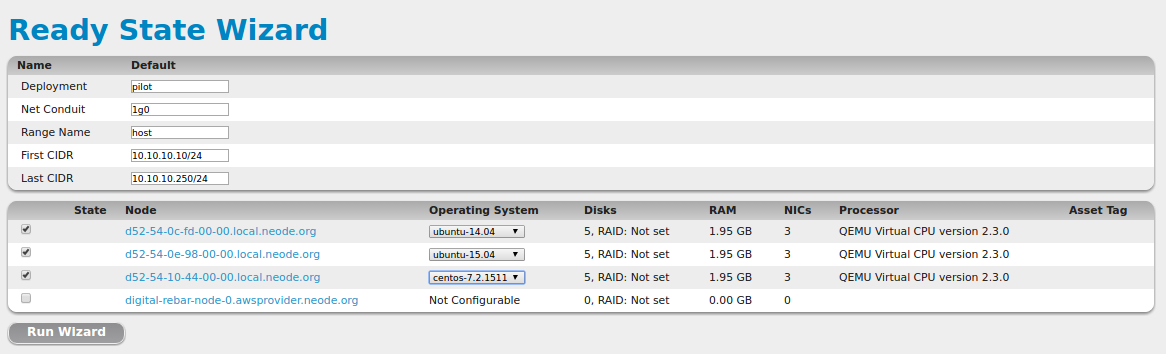 Ready State Wizard
Name Default
Deployment pilot
Net Conduit 1g0
Range Name host
First CIDR 10.10.10.10/24
Last CIDR 10.10.10.250/24
State Node Operating System Disks RAM NICs Processor Asset Tag
d52-54-0c-fd-00-00.local.neode.org ubuntu-14.04 5, RAID: Not set 1.95 GB 3 QEMU Virtual CPU version 2.3.0
d52-54-0e-98-00-00.local.neode.org ubuntu-15.04 5, RAID: Not set 1.95 GB 3 QEMU Virtual CPU version 2.3.0
d52-54-10-44-00-00.local.neode.org centos-7.2.1511 5, RAID: Not set 1.95 GB 3 QEMU Virtual CPU version 2.3.0
digital-rebar-node-0.awsprovider.neode.org Not Configurable 0, RAID: Not set 0.00 GB 0
Run Wizard